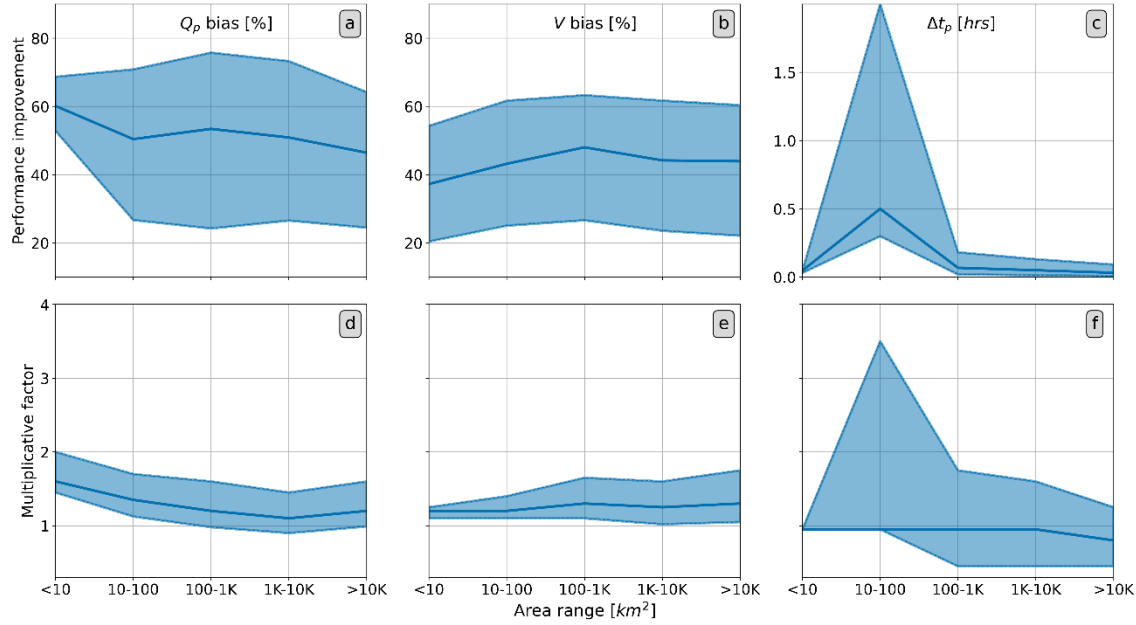 Performance improvement
Q_p bias [%]
a
80
60
40
20
V bias [%]
b
80
60
40
20
Δt_p [hrs]
c
1.5
1.0
0.5
0.0
Multiplicative factor
d
4
3
2
1
e
f
<10 10-100 100-1K 1K-10K >10K
<10 10-100 100-1K 1K-10K >10K
<10 10-100 100-1K 1K-10K >10K
Area range [km²]